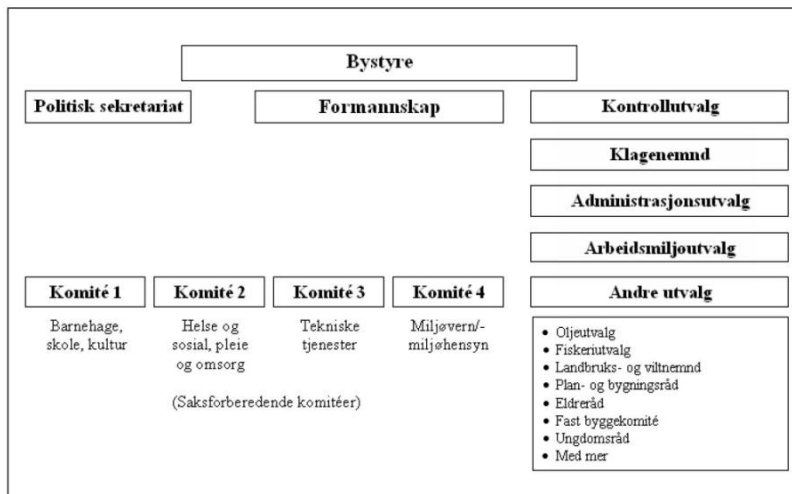 Bystyre
Politisk sekretariat
Formannskap
Kontrollutvalg
Klagenemnd
Administrasjonsutvalg
Arbeidsmiljoutvalg
Komité 1
Komité 2
Komité 3
Komité 4
Andre utvalg
Barnehage,
skole, kultur
Helse og
sosial, pleie
og omsorg
Tekniske
tjenester
Miljøvern/-
miljøhensyn
(Saksforberedende komitéer)
• Oljeutvalg
• Fiskeriutvalg
• Landbruks- og viltnemnd
• Plan- og bygningsråd
• Eldreråd
• Fast byggekomité
• Ungdomsråd
• Med mer